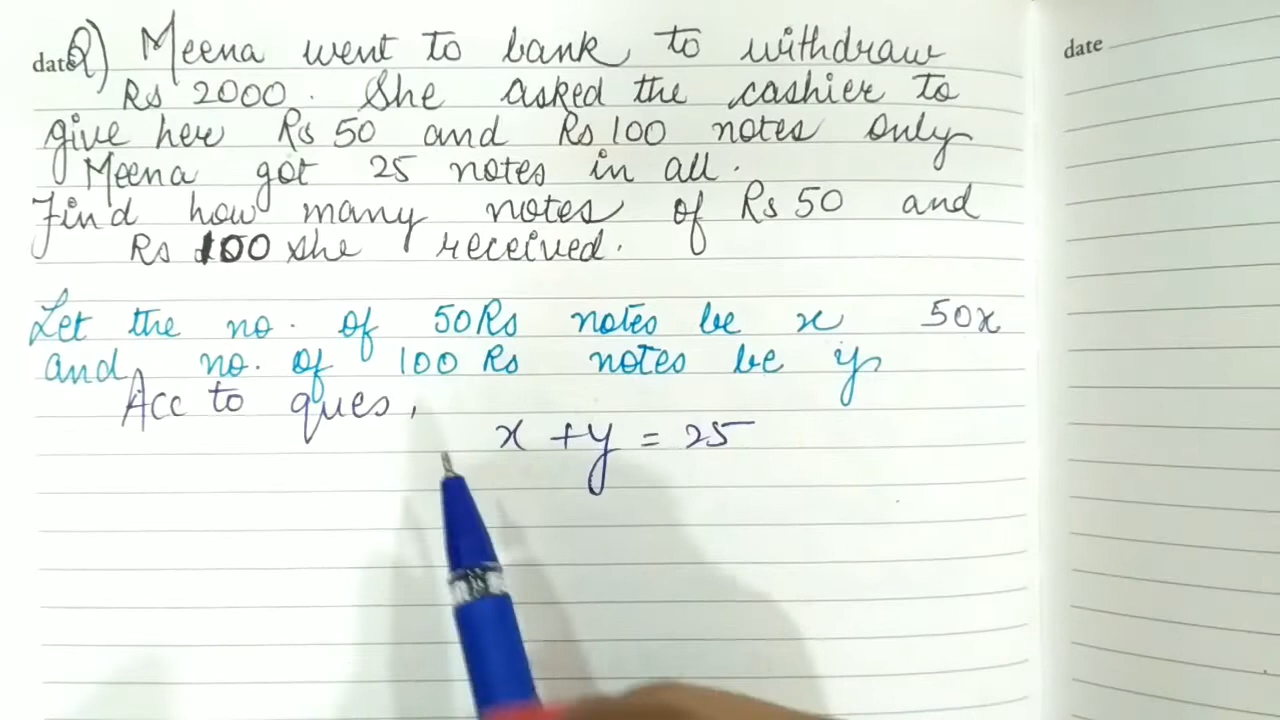 date Q) Meena went to bank to withdraw
Rs 2000. She asked the cashier to
give her Rs 50 and Rs 100 notes only
Meena got 25 notes in all.
Find how many notes of Rs 50 and
Rs 100 she received.
Let the no. of 50Rs notes be x 50x
and no. of 100 Rs notes be y
Acc to ques,
x + y = 25
date